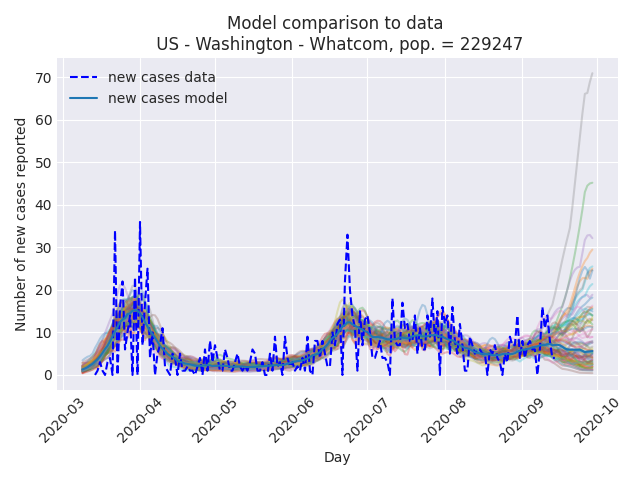 Model comparison to data
US - Washington - Whatcom, pop. = 229247
new cases data
new cases model
Number of new cases reported
70
60
50
40
30
20
10
0
2020-03
2020-04
2020-05
2020-06
2020-07
2020-08
2020-09
2020-10
Day